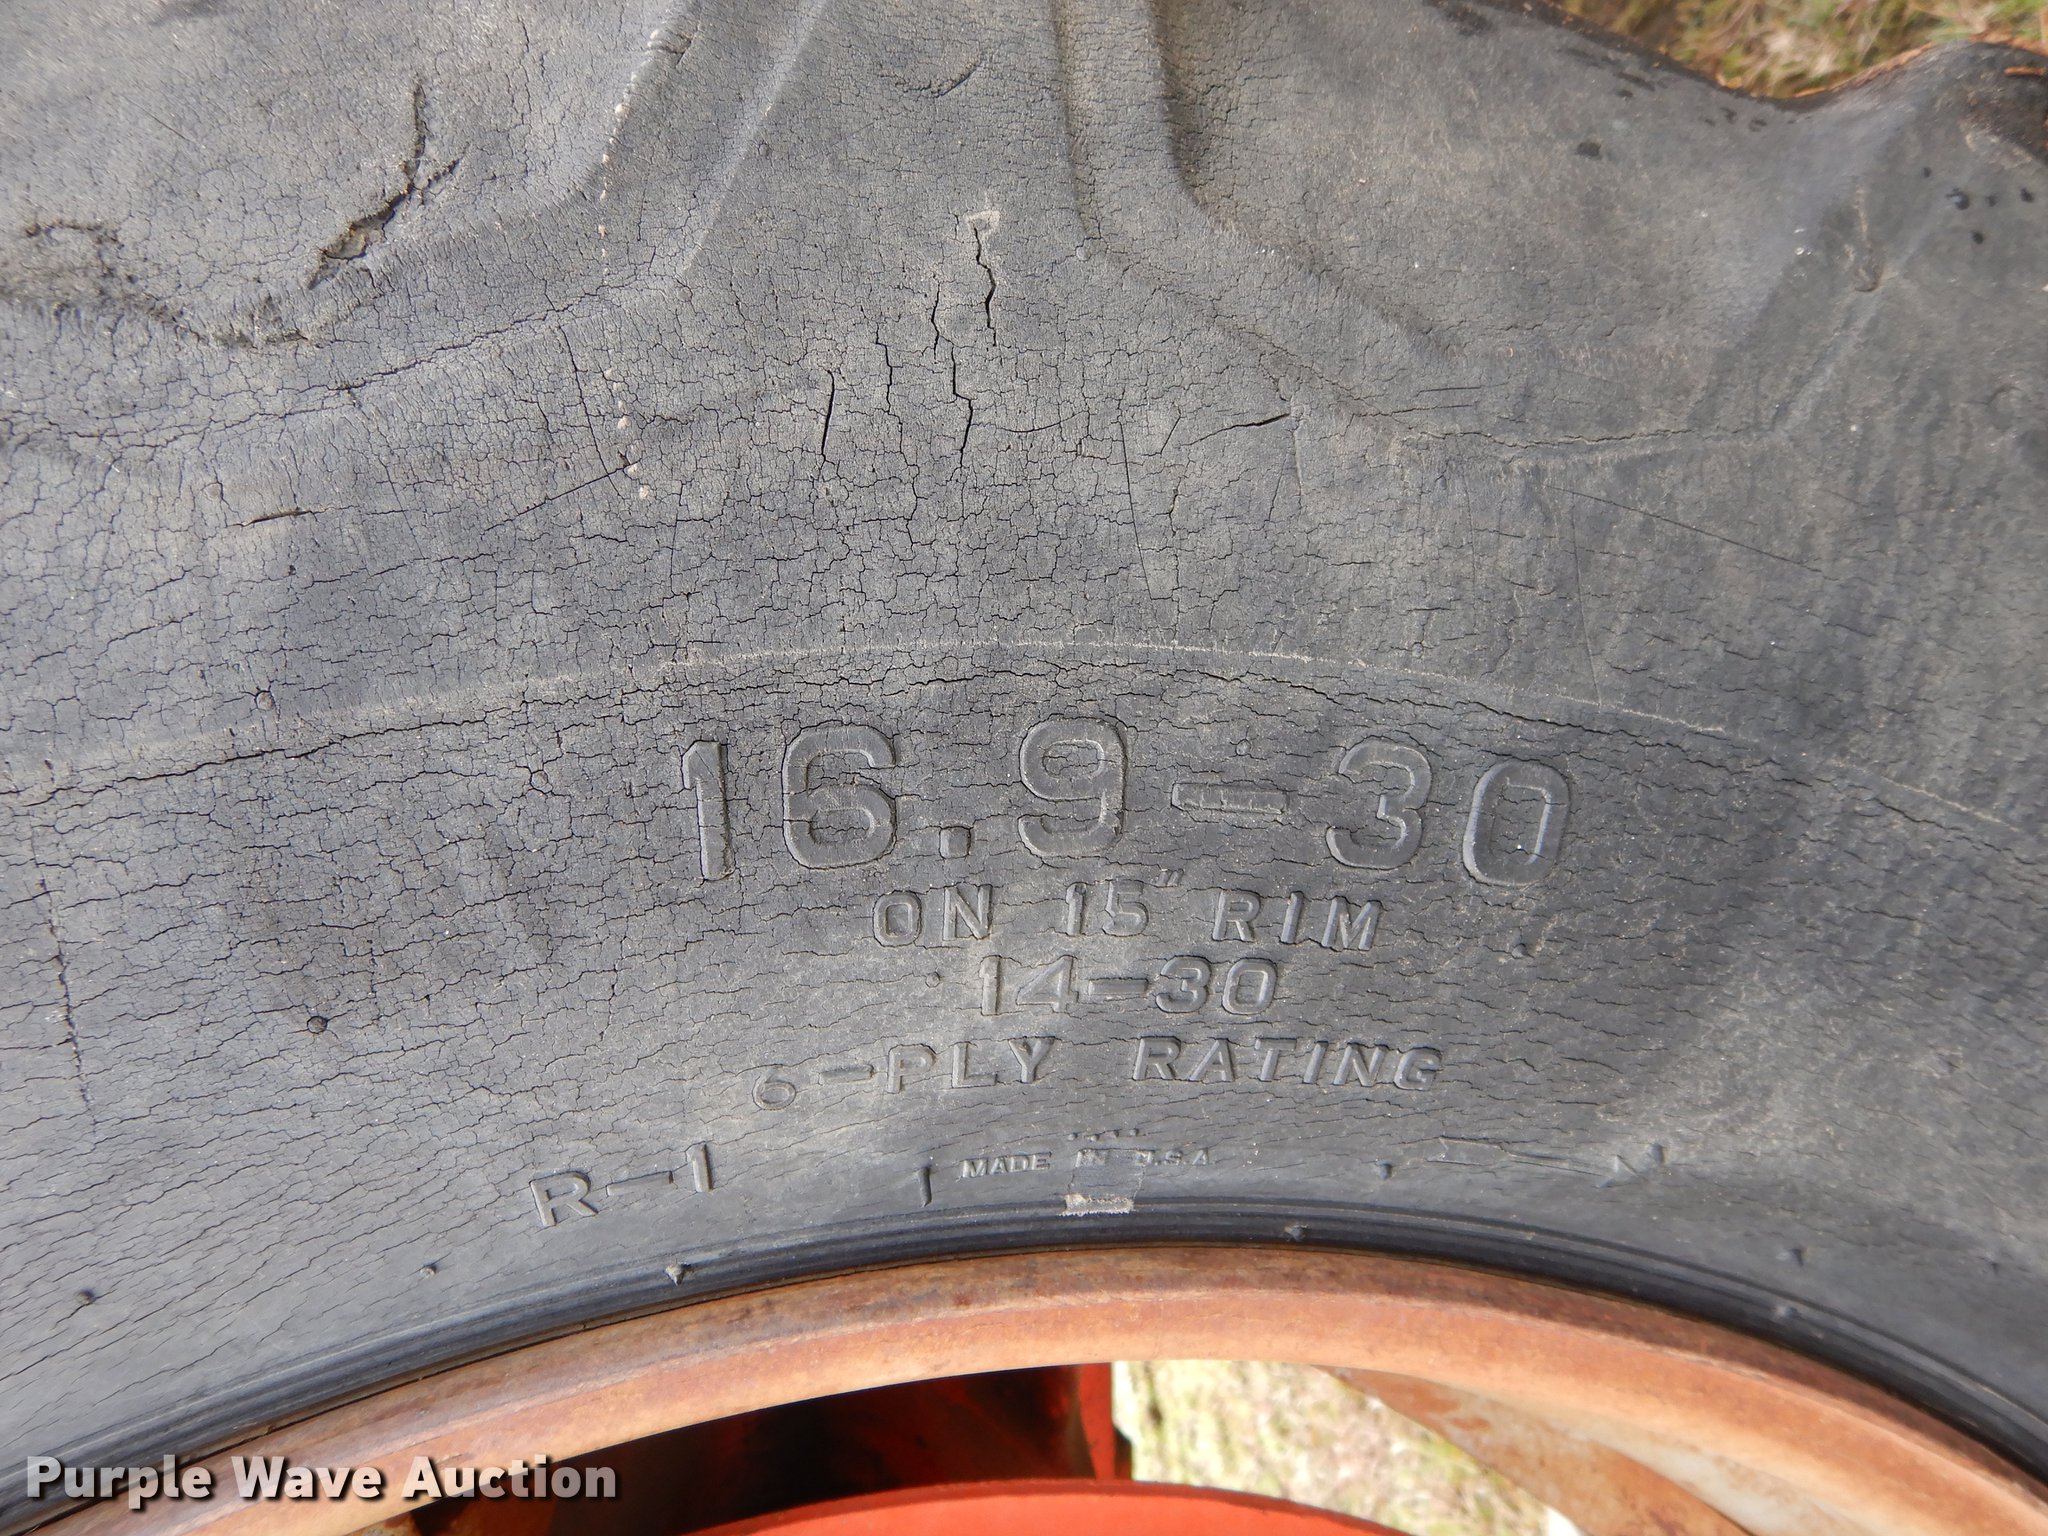 16.9-30
ON 15" RIM
14-30
6-PLY RATING
R-1
MADE IN U.S.A.
Purple Wave Auction